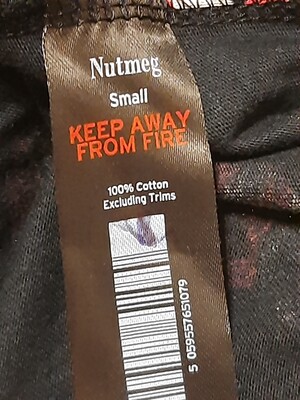 Nutmeg
Small
KEEP AWAY
FROM FIRE
100% Cotton
Excluding Trims
5 059557651079